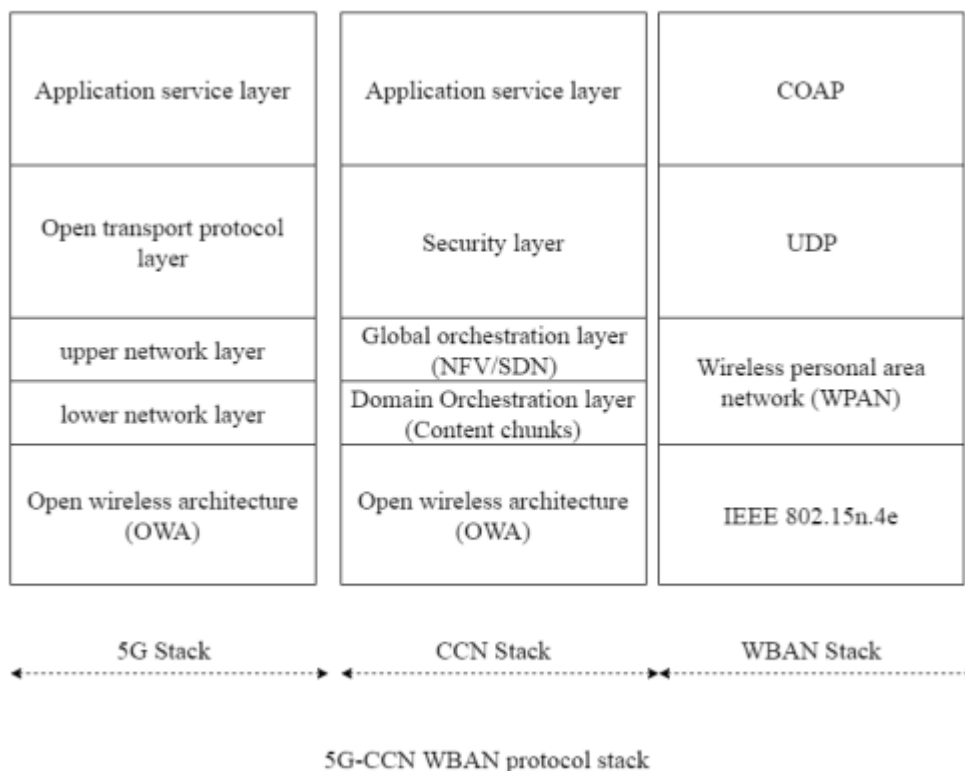 Application service layer
Application service layer
COAP
Open transport protocol
layer
Security layer
UDP
upper network layer
Global orchestration layer
(NFV/SDN)
Wireless personal area
network (WPAN)
lower network layer
Domain Orchestration layer
(Content chunks)
Open wireless architecture
(OWA)
Open wireless architecture
(OWA)
IEEE 802.15n.4e
5G Stack
CCN Stack
WBAN Stack
5G-CCN WBAN protocol stack